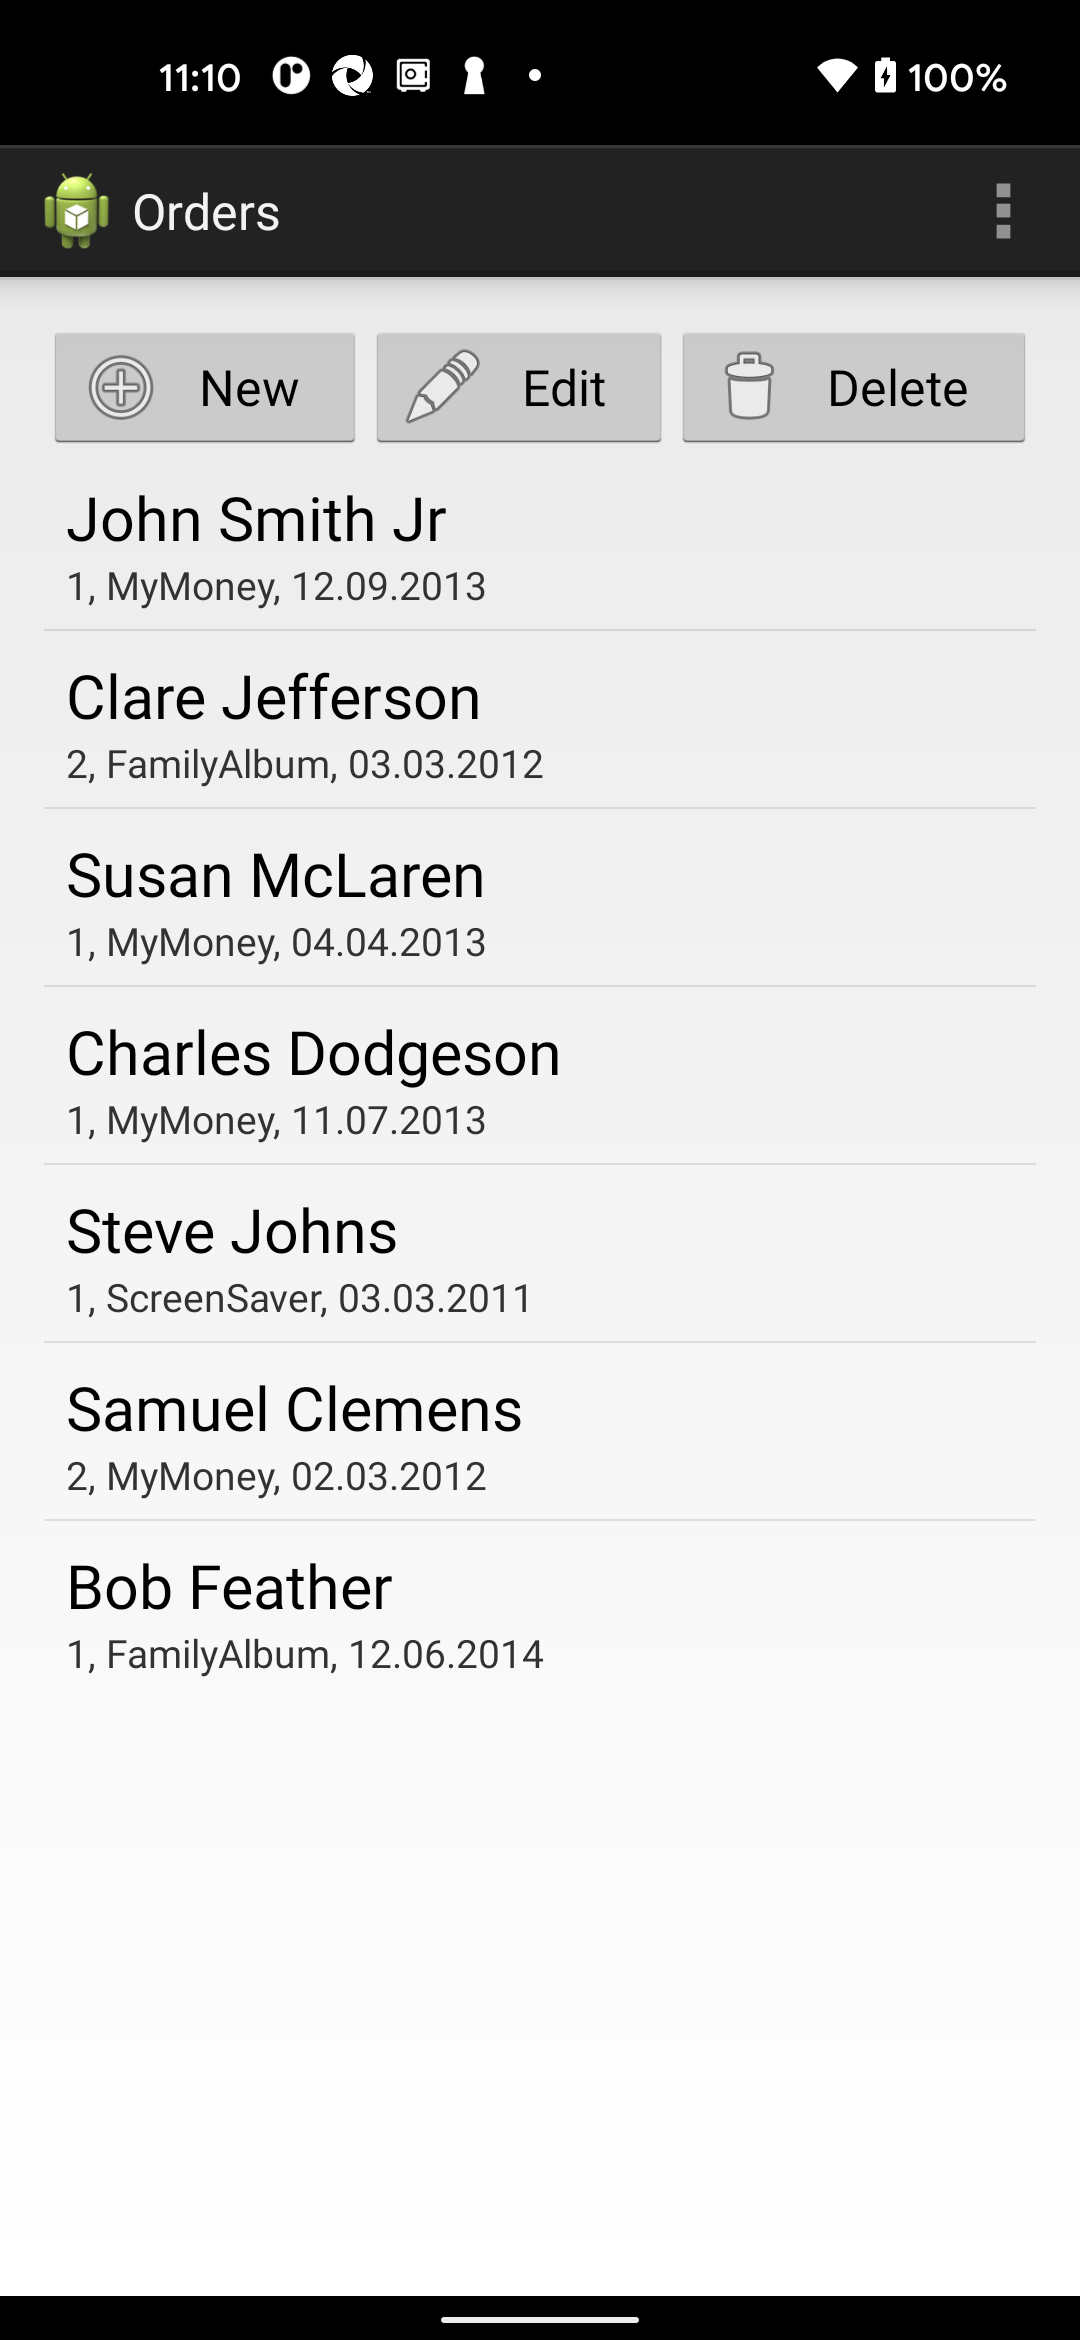 11:10 100%
Orders
New Edit Delete
John Smith Jr
1, MyMoney, 12.09.2013
Clare Jefferson
2, FamilyAlbum, 03.03.2012
Susan McLaren
1, MyMoney, 04.04.2013
Charles Dodgeson
1, MyMoney, 11.07.2013
Steve Johns
1, ScreenSaver, 03.03.2011
Samuel Clemens
2, MyMoney, 02.03.2012
Bob Feather
1, FamilyAlbum, 12.06.2014